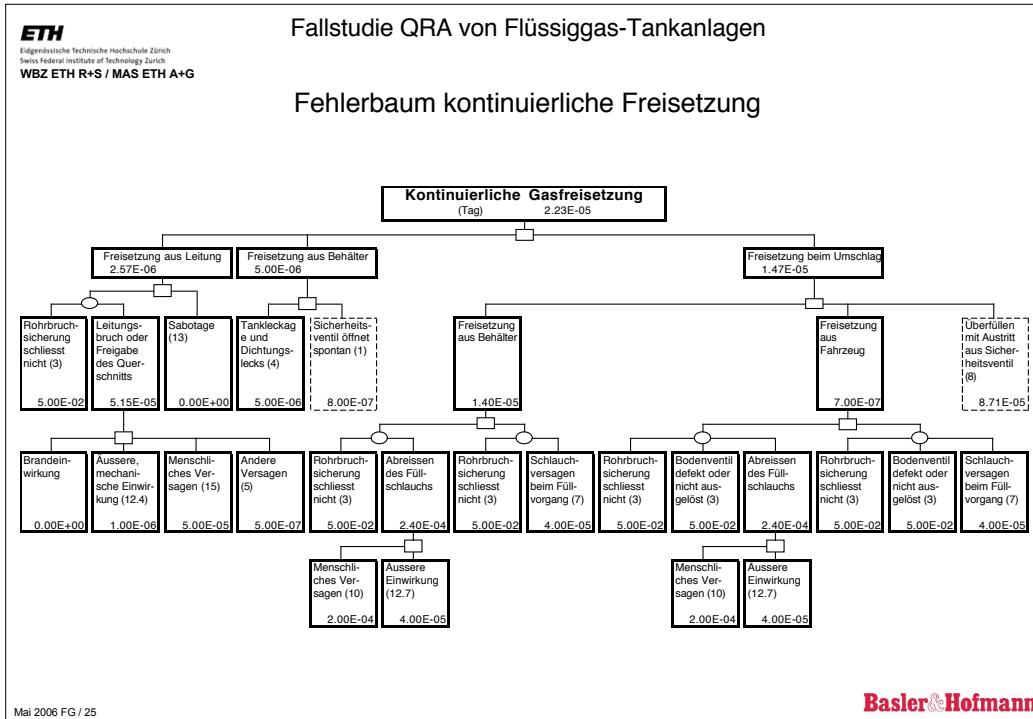 ETH
Eidgenössische Technische Hochschule Zürich
Swiss Federal Institute of Technology Zurich
WBZ ETH R+S / MAS ETH A+G
Fallstudie QRA von Flüssiggas-Tankanlagen
Fehlerbaum kontinuierliche Freisetzung
Kontinuierliche Gasfreisetzung
(Tag) 2.23E-05
Freisetzung aus Leitung
2.57E-06
Freisetzung aus Behälter
5.00E-06
Freisetzung beim Umschlag
1.47E-05
Rohrbruch-
sicherung
schliesst
nicht (3)
5.00E-02
Leitungs-
bruch oder
Freigabe
des Quer-
schnitts
5.15E-05
Sabotage
(13)
0.00E+00
Tankleckag
e und
Dichtungs-
lecks (4)
5.00E-06
Sicherheits-
ventil öffnet
spontan (1)
8.00E-07
Freisetzung
aus Behälter
1.40E-05
Freisetzung
aus
Fahrzeug
7.00E-07
Überfüllen
mit Austritt
aus Sicher-
heitsventil
(8)
8.71E-05
Brandein-
wirkung
0.00E+00
Äussere,
mechani-
sche Einwir-
kung (12.4)
1.00E-06
Menschli-
ches Ver-
sagen (15)
5.00E-05
Andere
Versagen
(5)
5.00E-07
Rohrbruch-
sicherung
schliesst
nicht (3)
5.00E-02
Abreissen
des Füll-
schlauchs
2.40E-04
Rohrbruch-
sicherung
schliesst
nicht (3)
5.00E-02
Schlauch-
versagen
beim Füll-
vorgang (7)
4.00E-05
Rohrbruch-
sicherung
schliesst
nicht (3)
5.00E-02
Bodenventil
defekt oder
nicht aus-
gelöst (3)
5.00E-02
Abreissen
des Füll-
schlauchs
2.40E-04
Rohrbruch-
sicherung
schliesst
nicht (3)
5.00E-02
Bodenventil
defekt oder
nicht aus-
gelöst (3)
5.00E-02
Schlauch-
versagen
beim Füll-
vorgang (7)
4.00E-05
Menschli-
ches Ver-
sagen (10)
2.00E-04
Äussere
Einwirkung
(12.7)
4.00E-05
Menschli-
ches Ver-
sagen (10)
2.00E-04
Äussere
Einwirkung
(12.7)
4.00E-05
Mai 2006 FG / 25
Basler&Hofmann